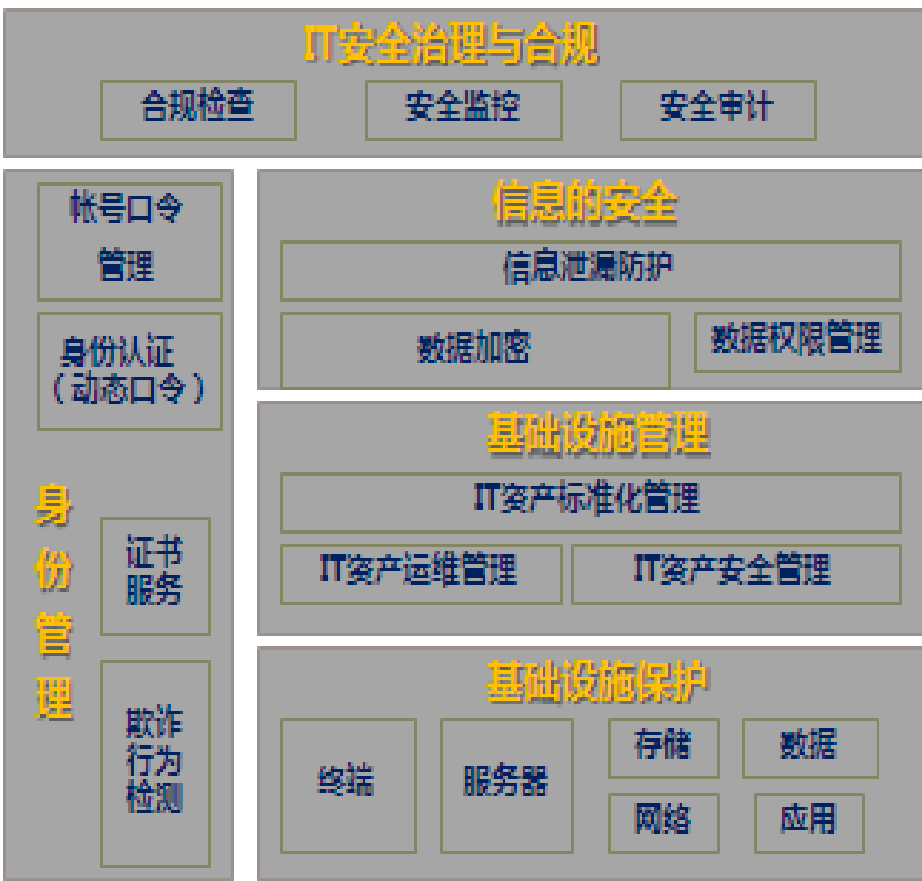 IT安全治理与合规
合规检查
安全监控
安全审计
帐号口令
管理
身份认证
（动态口令）
身
份
管
理
证书
服务
欺诈
行为
检测
信息的安全
信息泄漏防护
数据加密
数据权限管理
基础设施管理
IT资产标准化管理
IT资产运维管理
IT资产安全管理
基础设施保护
终端
服务器
存储
数据
网络
应用